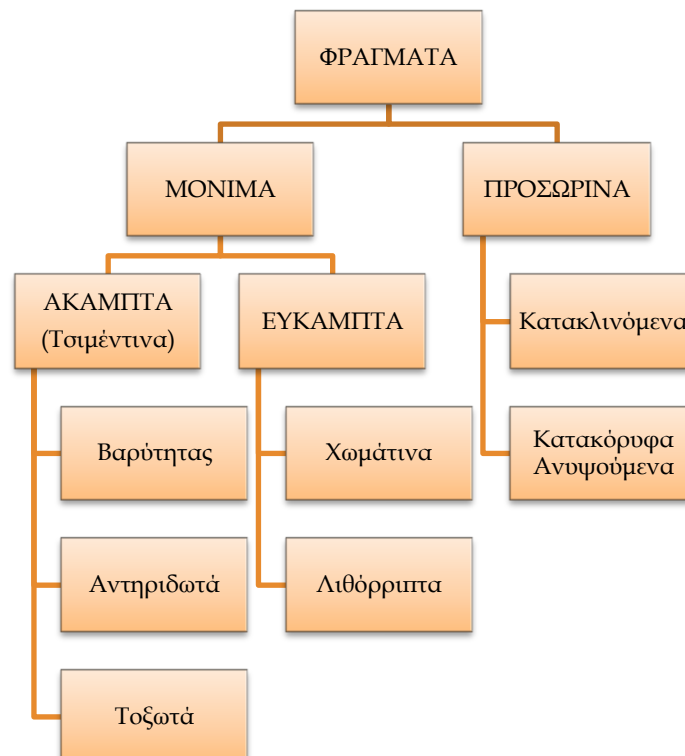 ΦΡΑΓΜΑΤΑ
ΜΟΝΙΜΑ
ΠΡΟΣΩΡΙΝΑ
ΑΚΑΜΠΤΑ
(Τσιμέντινα)
ΕΥΚΑΜΠΤΑ
Κατακλινόμενα
Βαρύτητας
Χωμάτινα
Κατακόρυφα
Ανυψούμενα
Αντηριδωτά
Λιθόρριπτα
Τοξωτά